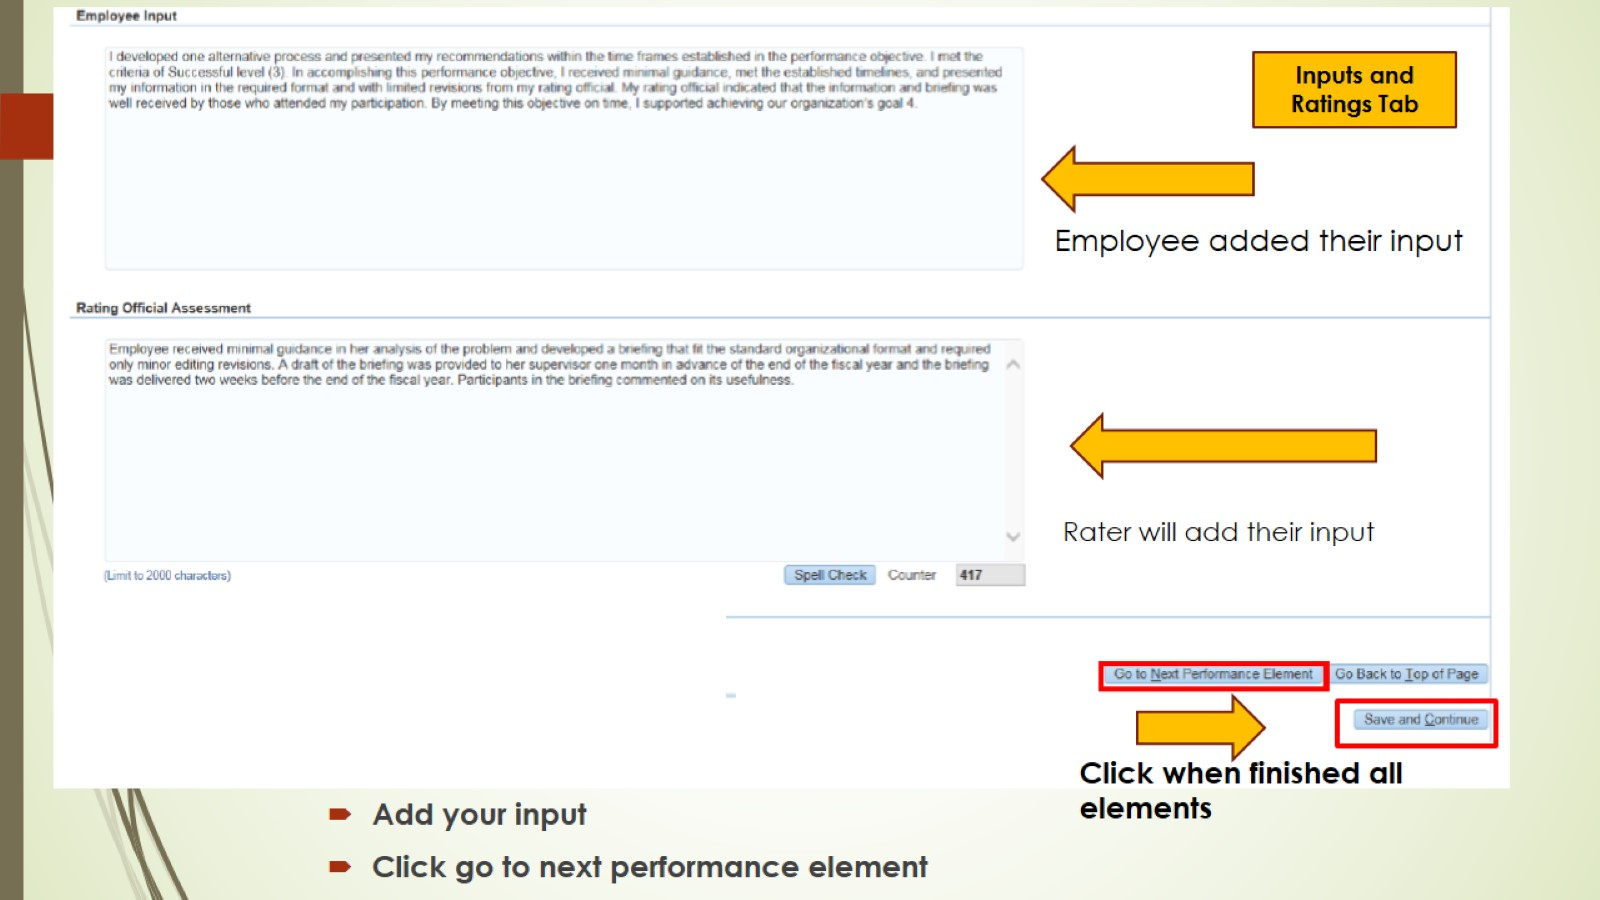 Employee Input
I developed one alternative process and presented my recommendations within the time frames established in the performance objective. I met the
criteria of Successful level (3). In accomplishing this performance objective, I received minimal guidance, met the established timelines, and presented
my information in the required format and with limited revisions from my rating official. My rating official indicated that the information and briefing was
well received by those who attended my participation. By meeting this objective on time, I supported achieving our organization's goal 4.
Inputs and
Ratings Tab
Employee added their input
Rating Official Assessment
Employee received minimal guidance in her analysis of the problem and developed a briefing that fit the standard organizational format and required
only minor editing revisions. A draft of the briefing was provided to her supervisor one month in advance of the end of the fiscal year and the briefing
was delivered two weeks before the end of the fiscal year. Participants in the briefing commented on its usefulness.
Rater will add their input
(Limit to 2000 characters)
Spell Check Counter 417
Go to Next Performance Element Go Back to Top of Page
Save and Continue
Click when finished all
elements
Add your input
Click go to next performance element